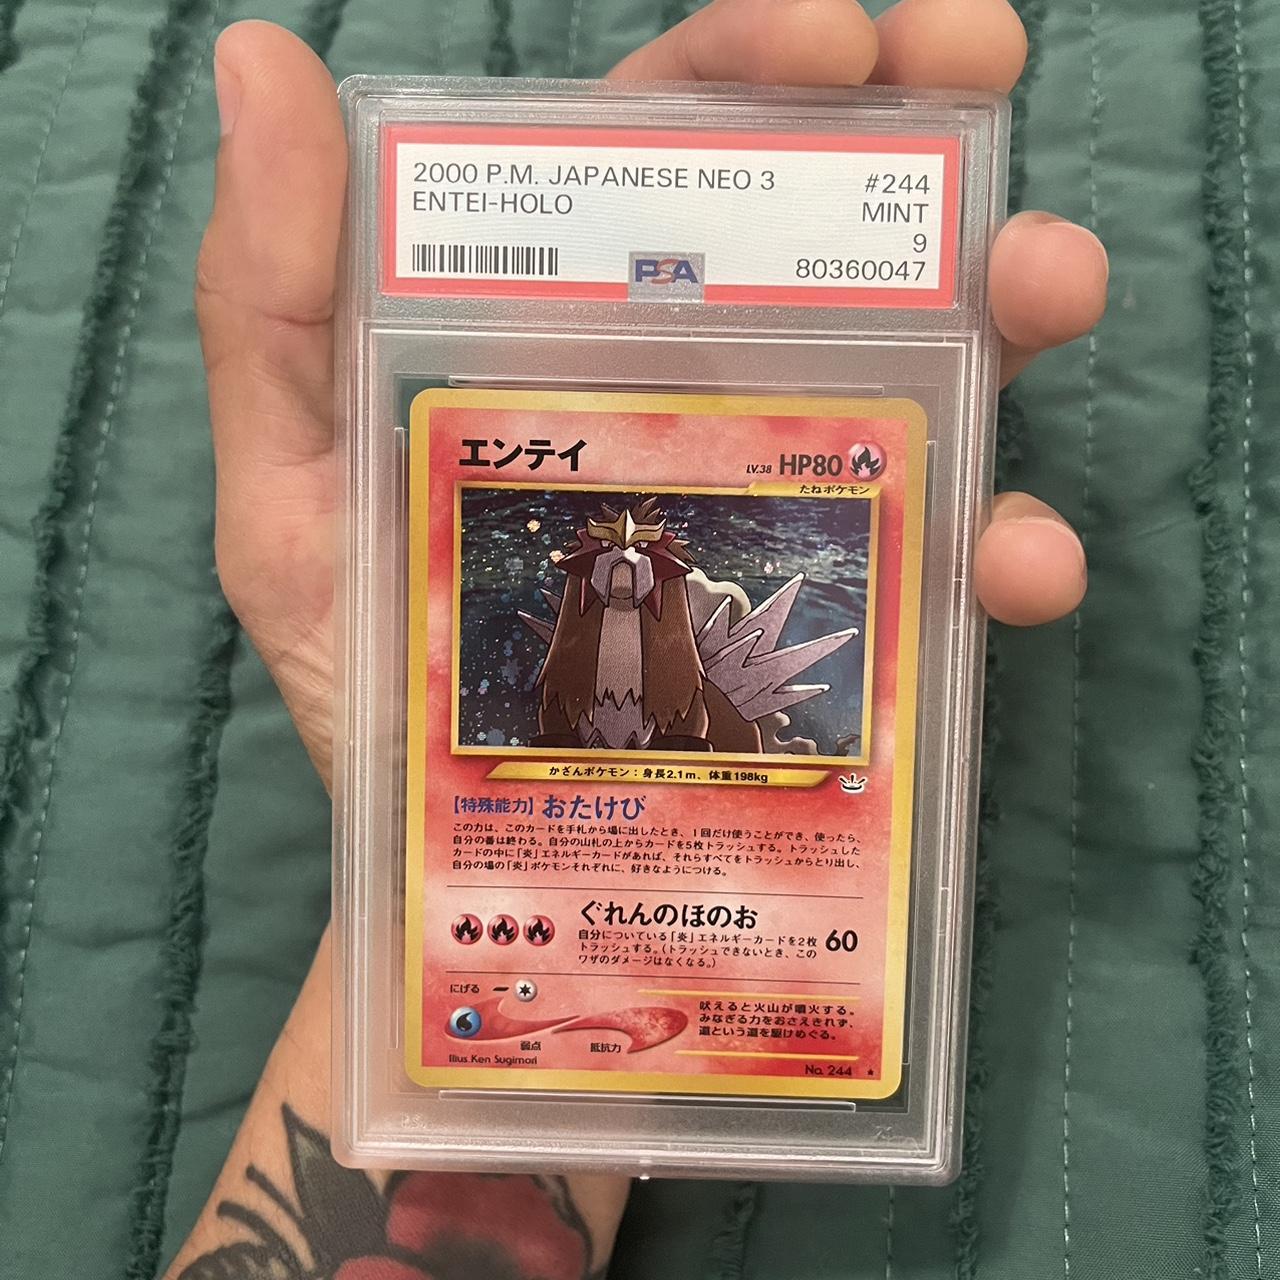 2000 P.M. JAPANESE NEO 3 #244
ENTEI-HOLO MINT
9
PSA 80360047
エンテイ LV.38 HP80
たねポケモン
かざんポケモン：身長2.1m、体重198kg
【特殊能力】おたけび
この力は、このカードを手札から場に出したとき、1回だけ使うことができ、使ったら、
自分の番は終わる。自分の山札の上からカードを5枚トラッシュする。トラッシュした
カードの中に「炎」エネルギーカードがあれば、それらすべてをトラッシュからとり出し、
自分の場の「炎」ポケモンそれぞれに、好きなようにつける。
ぐれんのほのお
自分についている「炎」エネルギーカードを2枚 60
トラッシュする。（トラッシュできないとき、この
ワザのダメージはなくなる。）
にげる
吠えると火山が噴火する。
みなぎる力をおさえきれず、
道という道を駆けめぐる。
弱点 抵抗力
Illus. Ken Sugimori
No. 244